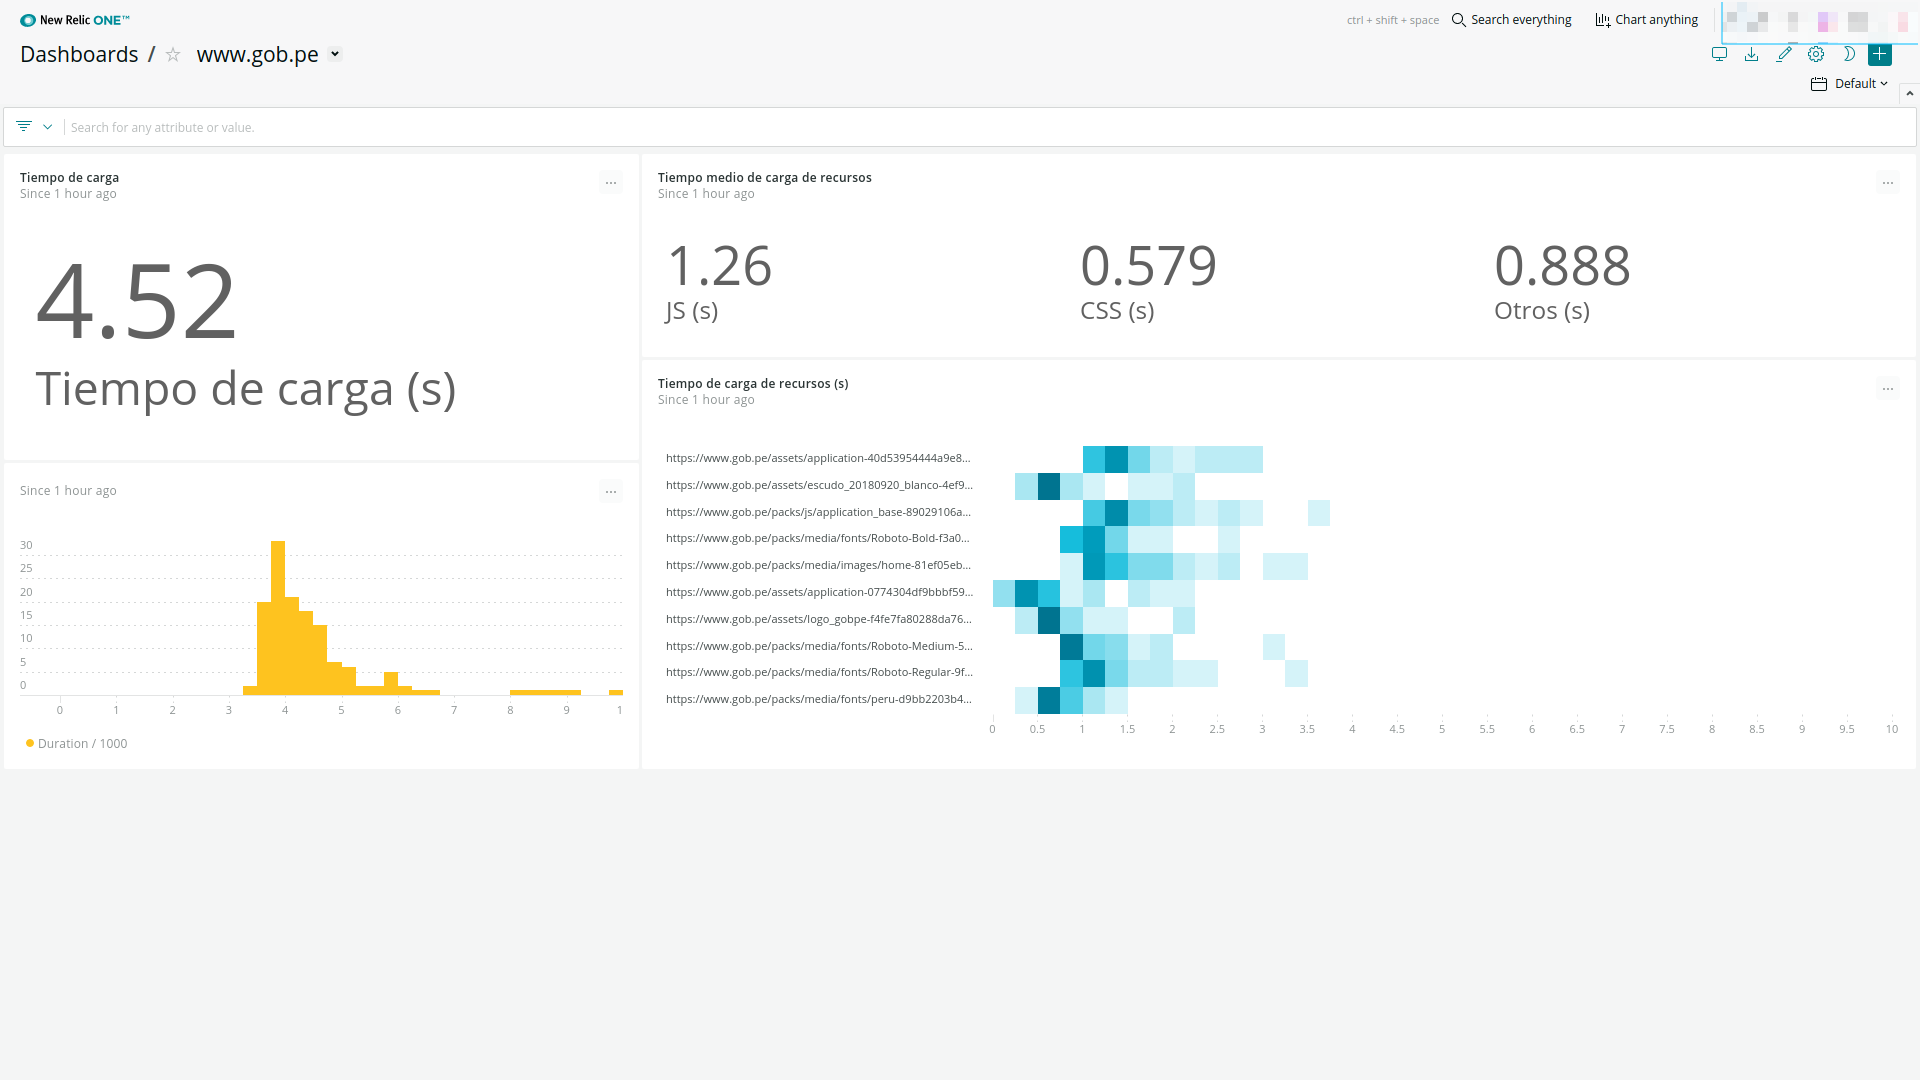 New Relic ONE™
ctrl + shift + space
Search everything
Chart anything
Dashboards / ☆ www.gob.pe
Default
Search for any attribute or value.
Tiempo de carga
Since 1 hour ago
...
4.52
Tiempo de carga (s)
Tiempo medio de carga de recursos
Since 1 hour ago
...
1.26
JS (s)
0.579
CSS (s)
0.888
Otros (s)
Since 1 hour ago
...
30
25
20
15
10
5
0
0 1 2 3 4 5 6 7 8 9 1
Duration / 1000
Tiempo de carga de recursos (s)
Since 1 hour ago
...
https://www.gob.pe/assets/application-40d53954444a9e8...
https://www.gob.pe/assets/escudo_20180920_blanco-4ef9...
https://www.gob.pe/packs/js/application_base-89029106a...
https://www.gob.pe/packs/media/fonts/Roboto-Bold-f3a0...
https://www.gob.pe/packs/media/images/home-81ef05eb...
https://www.gob.pe/assets/application-0774304df9bbbf59...
https://www.gob.pe/assets/logo_gobpe-f4fe7fa80288da76...
https://www.gob.pe/packs/media/fonts/Roboto-Medium-5...
https://www.gob.pe/packs/media/fonts/Roboto-Regular-9f...
https://www.gob.pe/packs/media/fonts/peru-d9bb2203b4...
0 0.5 1 1.5 2 2.5 3 3.5 4 4.5 5 5.5 6 6.5 7 7.5 8 8.5 9 9.5 10